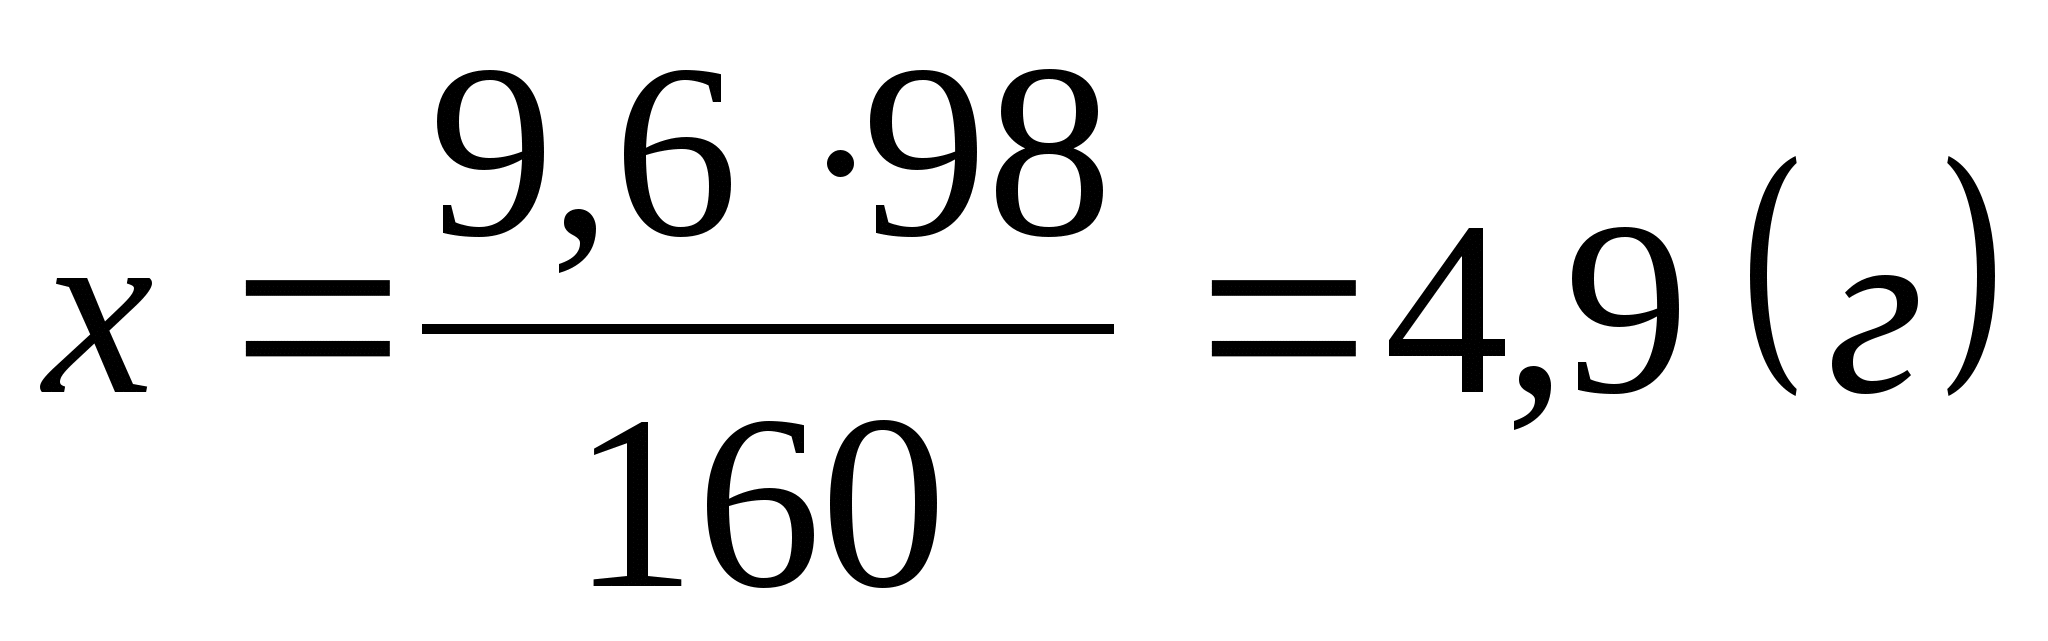 x = 9,6 ·98 / 160 = 4,9 (г)